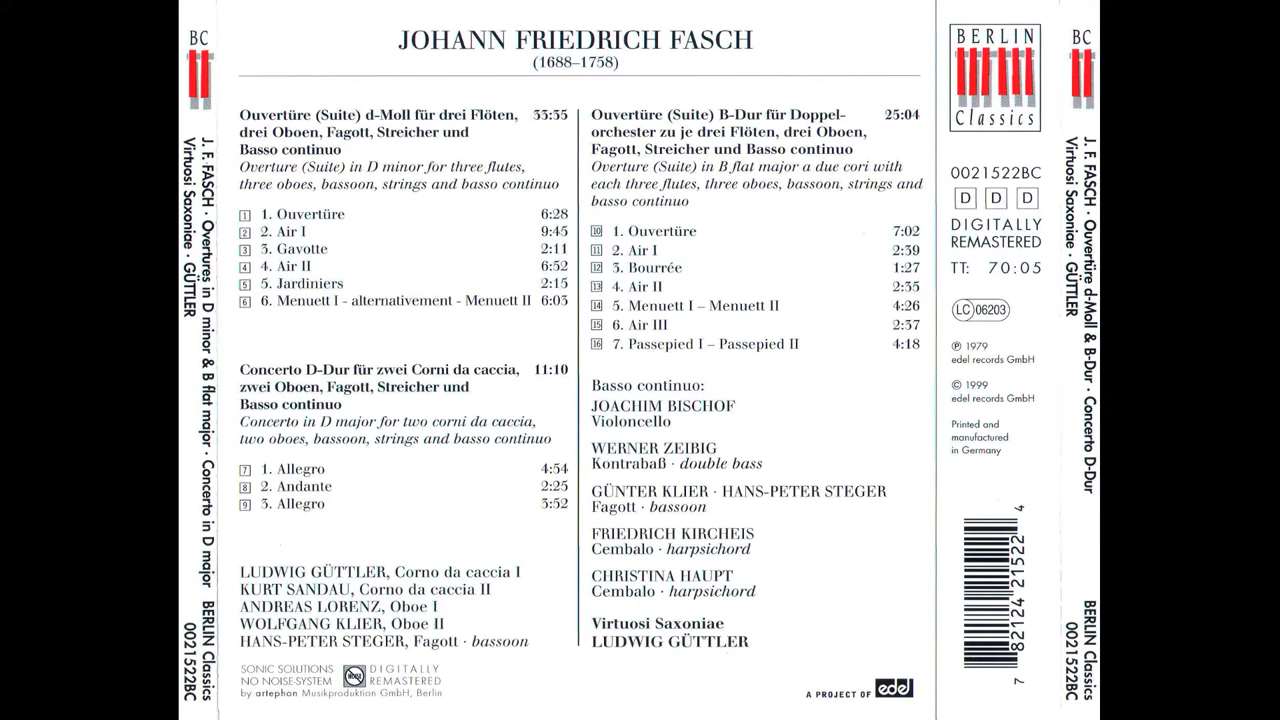 JOHANN FRIEDRICH FASCH
(1688–1758)
Ouvertüre (Suite) d-Moll für drei Flöten, 33:35
drei Oboen, Fagott, Streicher und
Basso continuo
Overture (Suite) in D minor for three flutes,
three oboes, bassoon, strings and basso continuo
1 1. Ouvertüre 6:28
2 2. Air I 9:45
3 3. Gavotte 2:11
4 4. Air II 6:52
5 5. Jardiniers 2:15
6 6. Menuett I - alternativement - Menuett II 6:03
Concerto D-Dur für zwei Corni da caccia, 11:10
zwei Oboen, Fagott, Streicher und
Basso continuo
Concerto in D major for two corni da caccia,
two oboes, bassoon, strings and basso continuo
7 1. Allegro 4:54
8 2. Andante 2:25
9 3. Allegro 3:52
LUDWIG GÜTTLER, Corno da caccia I
KURT SANDAU, Corno da caccia II
ANDREAS LORENZ, Oboe I
WOLFGANG KLIER, Oboe II
HANS-PETER STEGER, Fagott · bassoon
SONIC SOLUTIONS
NO NOISE-SYSTEM
NOISE
DIGITALLY
REMASTERED
by artephon Musikproduktion GmbH, Berlin
Ouvertüre (Suite) B-Dur für Doppel- 25:04
orchester zu je drei Flöten, drei Oboen,
Fagott, Streicher und Basso continuo
Overture (Suite) in B flat major a due cori with
each three flutes, three oboes, bassoon, strings and
basso continuo
10 1. Ouvertüre 7:02
11 2. Air I 2:39
12 3. Bourrée 1:27
13 4. Air II 2:35
14 5. Menuett I – Menuett II 4:26
15 6. Air III 2:37
16 7. Passepied I – Passepied II 4:18
Basso continuo:
JOACHIM BISCHOF
Violoncello
WERNER ZEIBIG
Kontrabaß · double bass
GÜNTER KLIER · HANS-PETER STEGER
Fagott · bassoon
FRIEDRICH KIRCHEIS
Cembalo · harpsichord
CHRISTINA HAUPT
Cembalo · harpsichord
Virtuosi Saxoniae
LUDWIG GÜTTLER
A PROJECT OF edel
BERLIN
Classics
0021522BC
D D D
DIGITALLY
REMASTERED
TT: 70:05
LC 06203
℗ 1979
edel records GmbH
© 1999
edel records GmbH
Printed and
manufactured
in Germany
7 82124 21522 4
BC
J. F. FASCH · Overtures in D minor & B flat major · Concerto in D major BERLIN Classics
Virtuosi Saxoniae · GÜTTLER 0021522BC
BC
J. F. FASCH · Ouvertüre d-Moll & B-Dur · Concerto D-Dur BERLIN Classics
Virtuosi Saxoniae · GÜTTLER 0021522BC